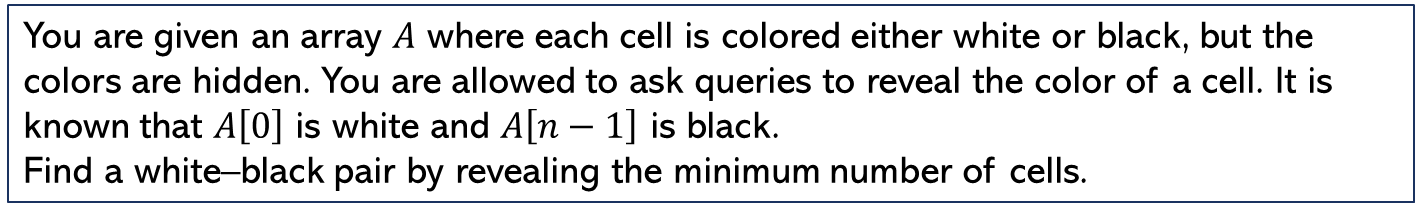 You are given an array A where each cell is colored either white or black, but the
colors are hidden. You are allowed to ask queries to reveal the color of a cell. It is
known that A[0] is white and A[n − 1] is black.
Find a white–black pair by revealing the minimum number of cells.